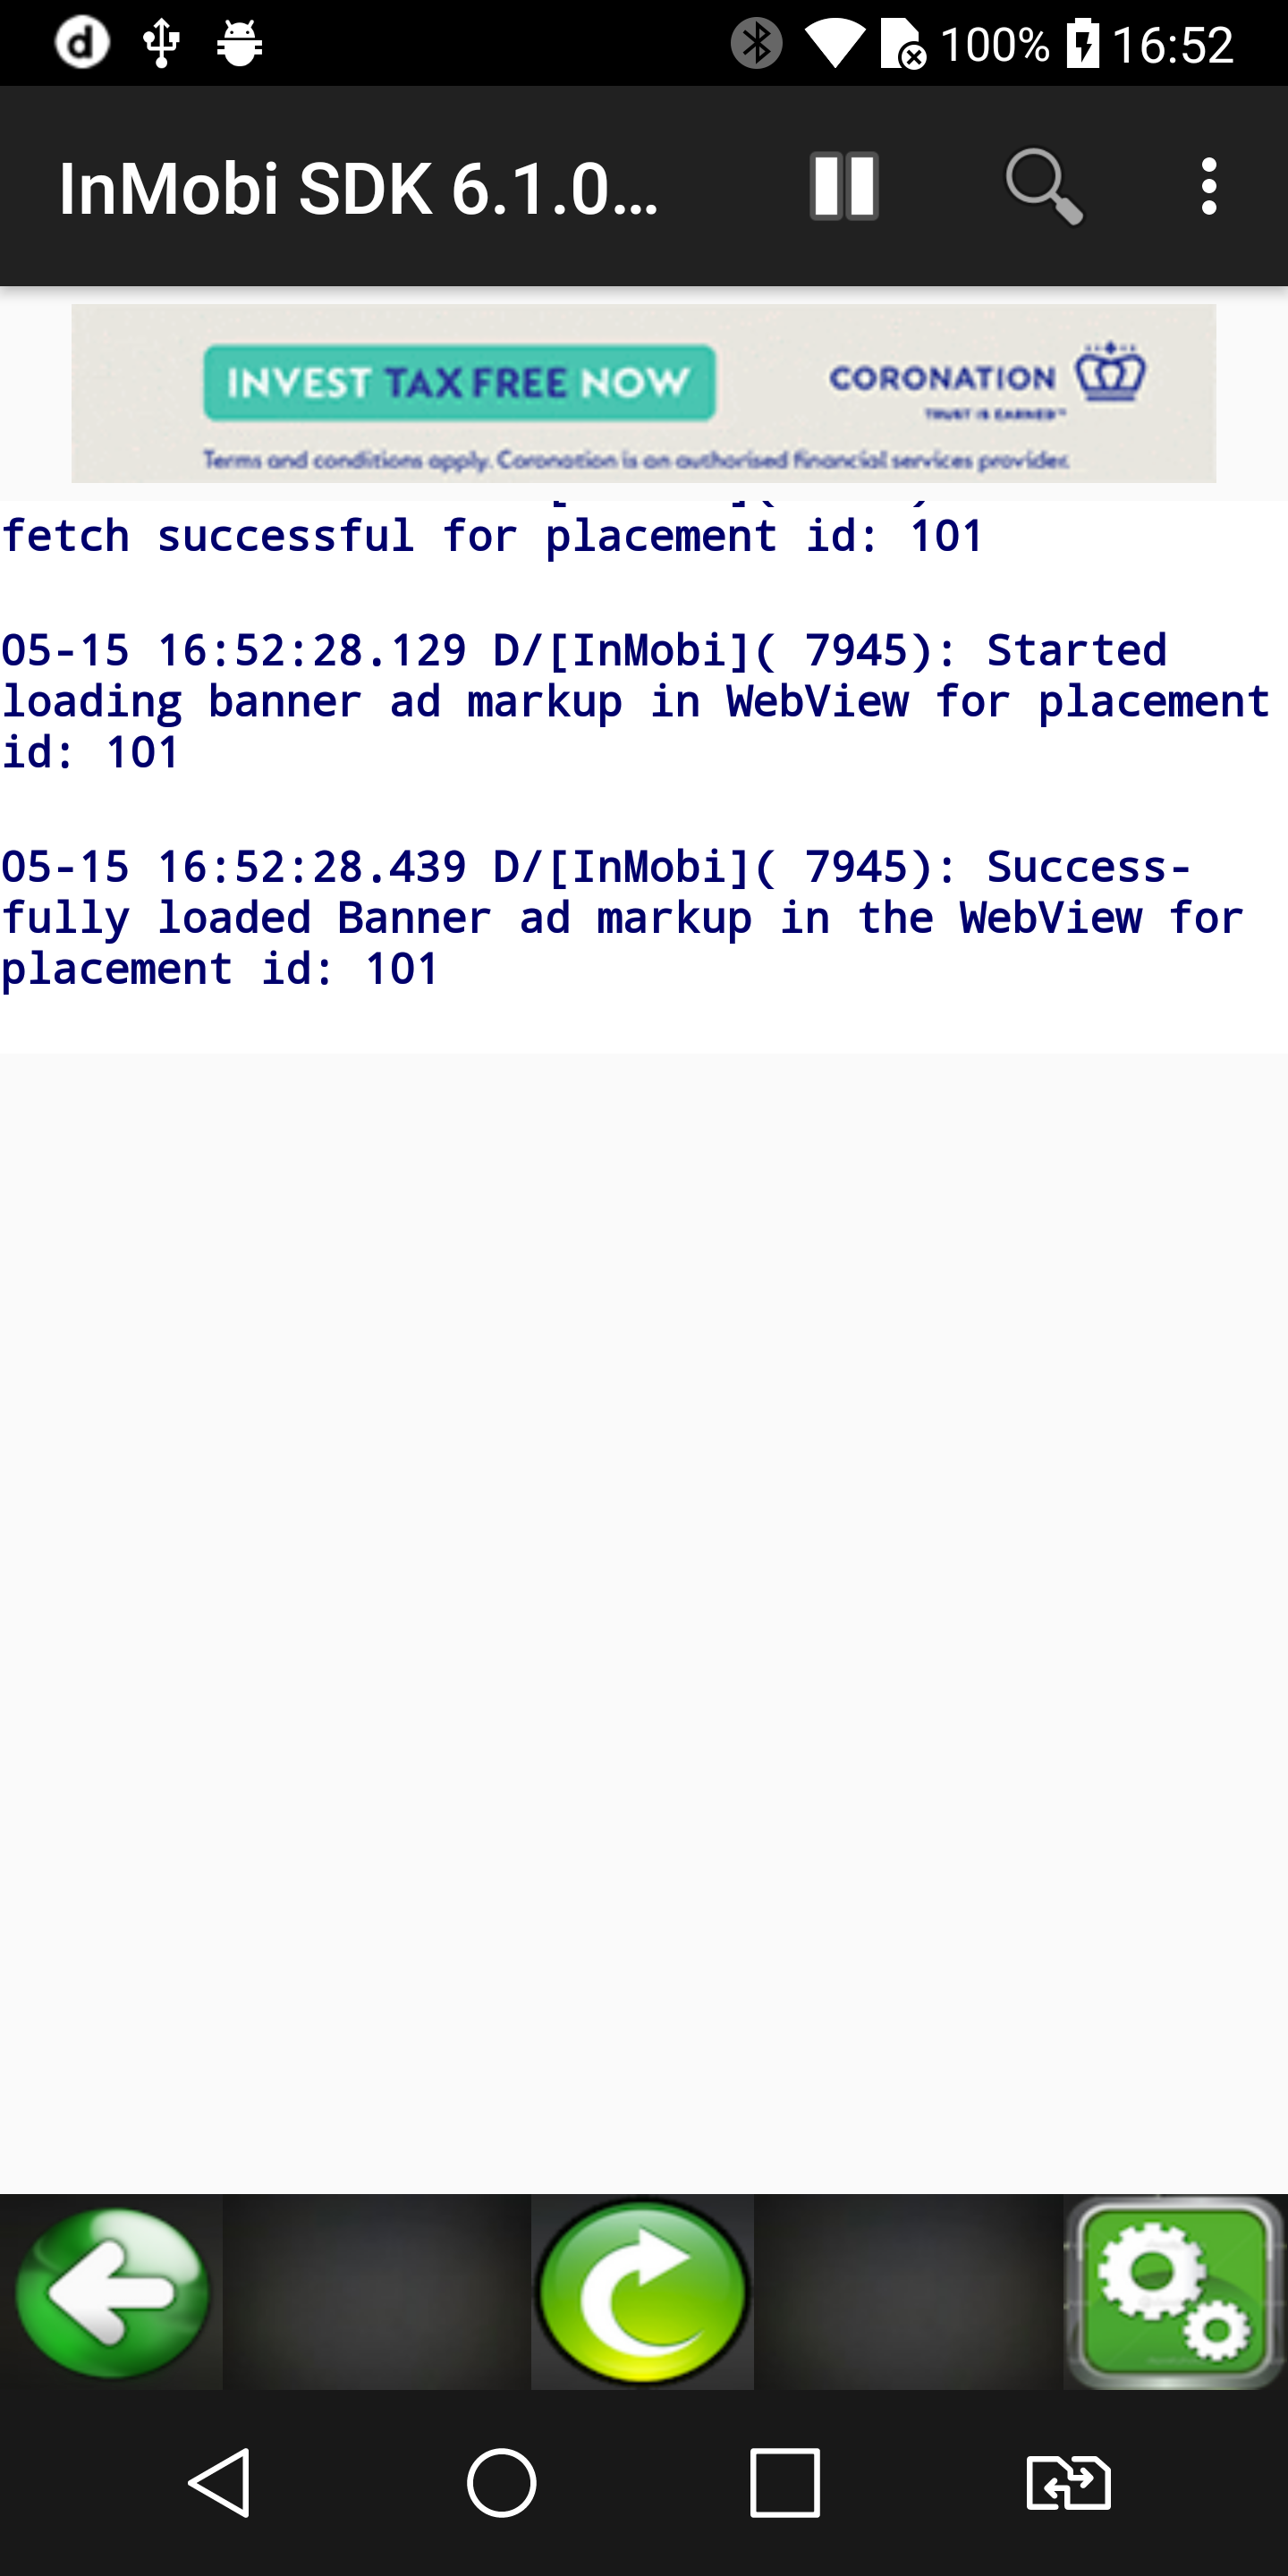 100% 16:52
InMobi SDK 6.1.0...
INVEST TAX FREE NOW
CORONATION
TRUST IS EARNED™
Terms and conditions apply. Coronation is an authorised financial services provider.
fetch successful for placement id: 101
05-15 16:52:28.129 D/[InMobi]( 7945): Started
loading banner ad markup in WebView for placement
id: 101
05-15 16:52:28.439 D/[InMobi]( 7945): Success-
fully loaded Banner ad markup in the WebView for
placement id: 101